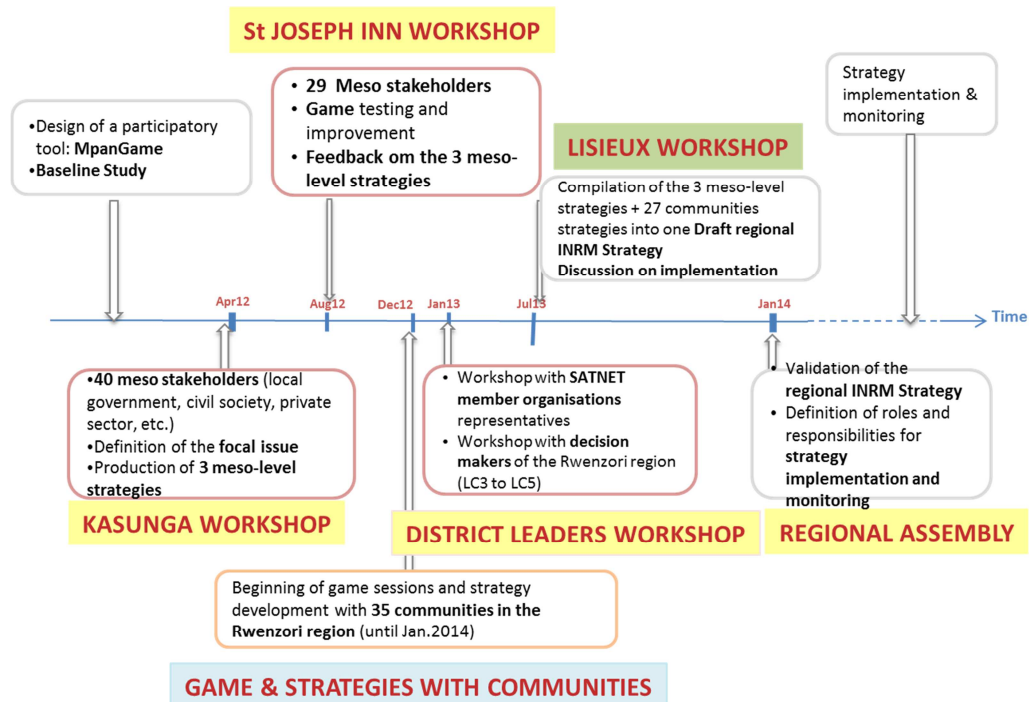 St JOSEPH INN WORKSHOP
•Design of a participatory
tool: MpanGame
•Baseline Study
• 29 Meso stakeholders
• Game testing and
improvement
• Feedback om the 3 meso-
level strategies
LISIEUX WORKSHOP
Compilation of the 3 meso-level
strategies + 27 communities
strategies into one Draft regional
INRM Strategy
Discussion on implementation
Strategy
implementation &
monitoring
Apr12
Aug12
Dec12
Jan13
Jul13
Jan14
Time
•40 meso stakeholders (local
government, civil society, private
sector, etc.)
•Definition of the focal issue
•Production of 3 meso-level
strategies
KASUNGA WORKSHOP
• Workshop with SATNET
member organisations
representatives
• Workshop with decision
makers of the Rwenzori region
(LC3 to LC5)
DISTRICT LEADERS WORKSHOP
• Validation of the
regional INRM Strategy
• Definition of roles and
responsibilities for
strategy
implementation and
monitoring
REGIONAL ASSEMBLY
Beginning of game sessions and strategy
development with 35 communities in the
Rwenzori region (until Jan.2014)
GAME & STRATEGIES WITH COMMUNITIES